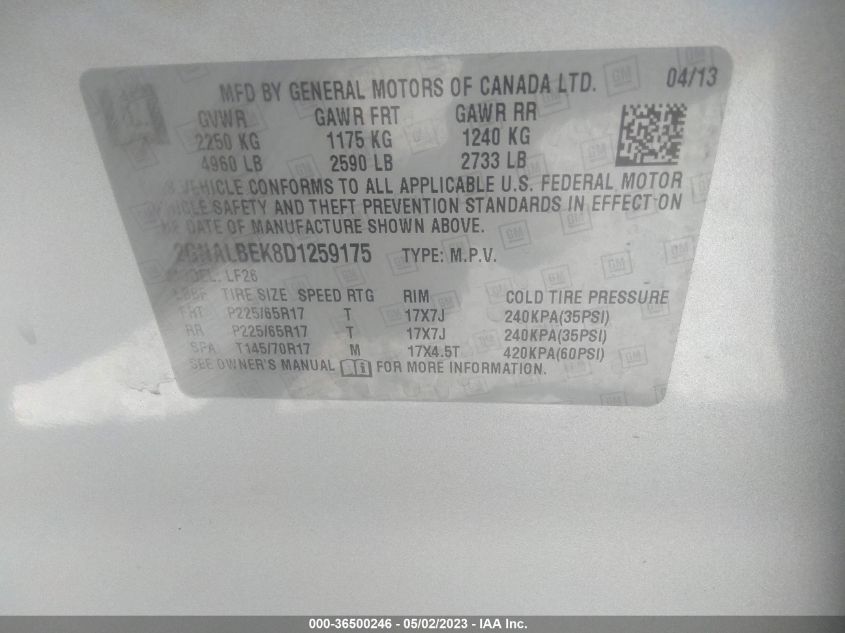 MFD BY GENERAL MOTORS OF CANADA LTD. 04/13
GVWR GAWR FRT GAWR RR
2250 KG 1175 KG 1240 KG
4960 LB 2590 LB 2733 LB
VEHICLE CONFORMS TO ALL APPLICABLE U.S. FEDERAL MOTOR
SAFETY AND THEFT PREVENTION STANDARDS IN EFFECT ON
DATE OF MANUFACTURE SHOWN ABOVE.
2GNALBEK8D1259175 TYPE: M.P.V.
MODEL: LF26
TIRE SIZE SPEED RTG RIM COLD TIRE PRESSURE
FRT P225/65R17 T 17X7J 240KPA(35PSI)
RR P225/65R17 T 17X7J 240KPA(35PSI)
SPA T145/70R17 M 17X4.5T 420KPA(60PSI)
SEE OWNER'S MANUAL FOR MORE INFORMATION.
000-36500246 - 05/02/2023 - IAA Inc.